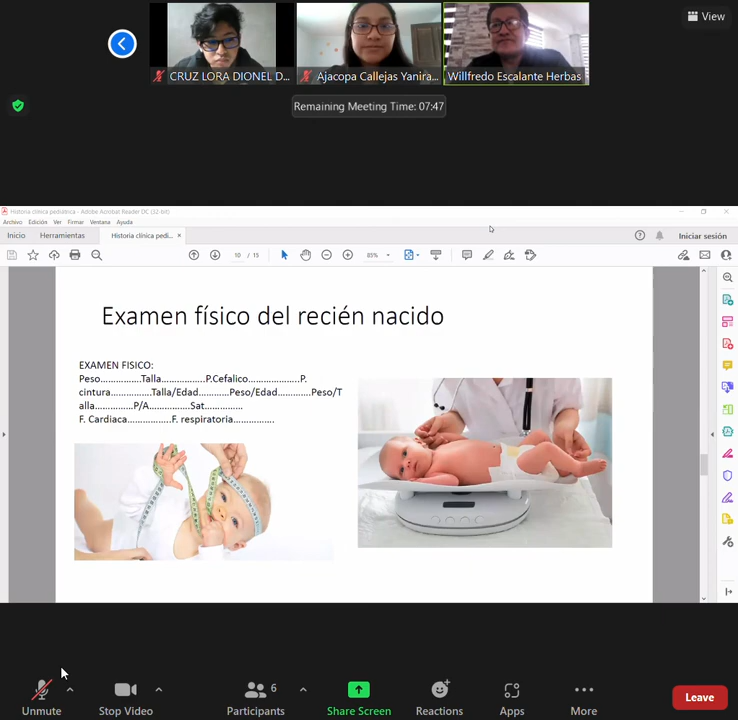 View
CRUZ LORA DIONEL D...
Ajacopa Callejas Yanira...
Willfredo Escalante Herbas
Remaining Meeting Time: 07:47
Historia clínica pediatrica - Adobe Acrobat Reader DC (32-bit)
Archivo Edición Ver Firmar Ventana Ayuda
Inicio Herramientas Historia clínica pedi... × Iniciar sesión
10 / 15 85%
Examen físico del recién nacido
EXAMEN FISICO:
Peso...............Talla................P.Cefalico...................P.
cintura...............Talla/Edad...........Peso/Edad............Peso/T
alla..............P/A...............Sat..............
F. Cardiaca................F. respiratoria...............
Unmute
Stop Video
Participants 6
Share Screen
Reactions
Apps
More
Leave